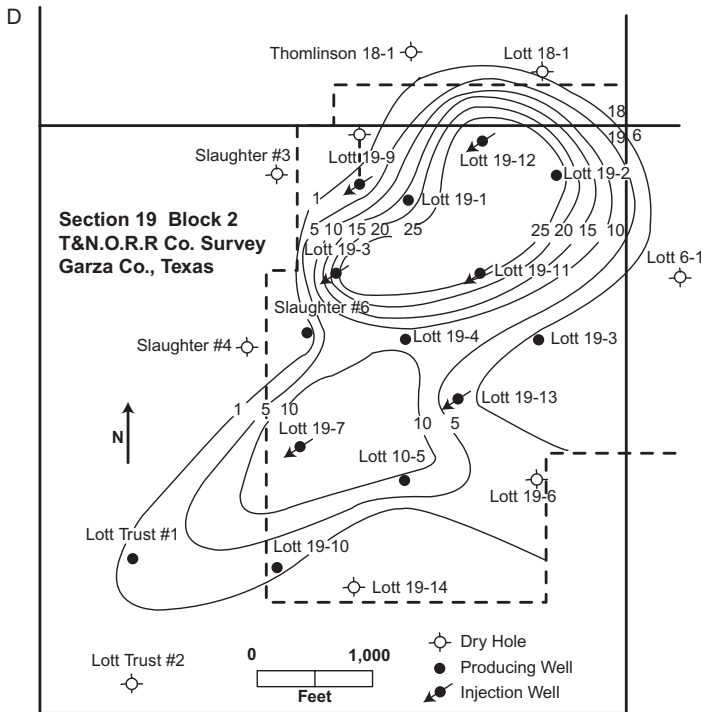 D
Thomlinson 18-1
Lott 18-1
18
19 6
Slaughter #3
Lott 19-9
Lott 19-12
Lott 19-2
1
Lott 19-1
Section 19 Block 2
T&N.O.R.R Co. Survey
Garza Co., Texas
5 10 15 20 25
25 20 15 10
Lott 19-3
Lott 19-11
Lott 6-1
Slaughter #6
Slaughter #4
Lott 19-4
Lott 19-3
1 5 10
Lott 19-13
10 5
N
Lott 19-7
Lott 10-5
Lott 19-6
Lott Trust #1
Lott 19-10
Lott 19-14
Lott Trust #2
0 1,000
Feet
Dry Hole
Producing Well
Injection Well